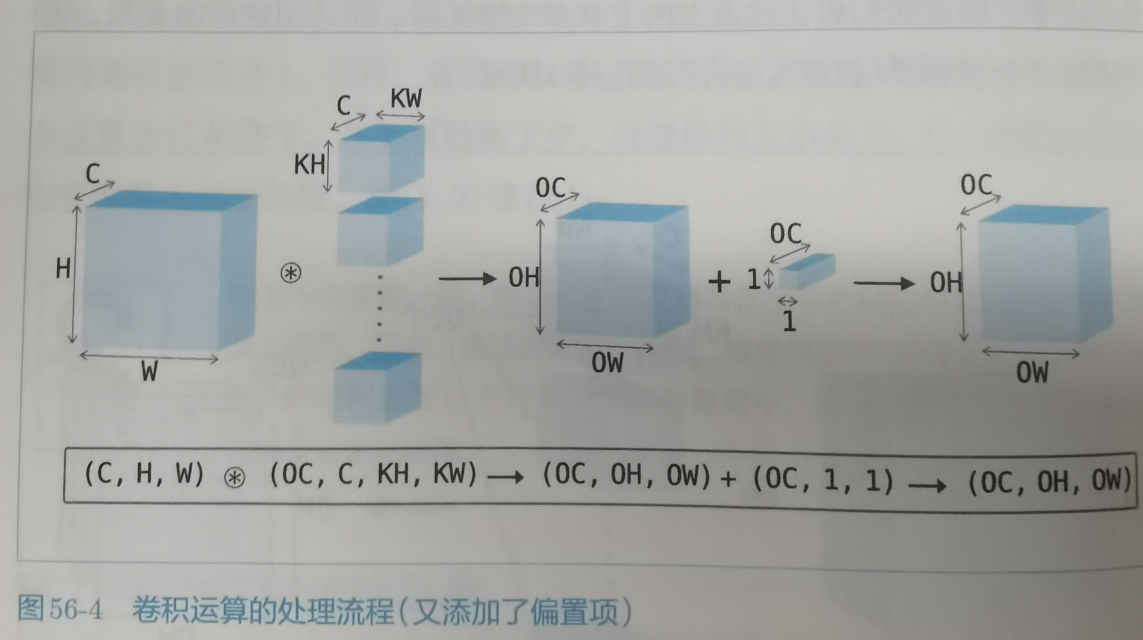 C KW
KH
C
H
W
⊛
OC
OH
OW
+
OC
1
1
OC
OH
OW
(C, H, W) ⊛ (OC, C, KH, KW) → (OC, OH, OW) + (OC, 1, 1) → (OC, OH, OW)
图56-4 卷积运算的处理流程(又添加了偏置项)